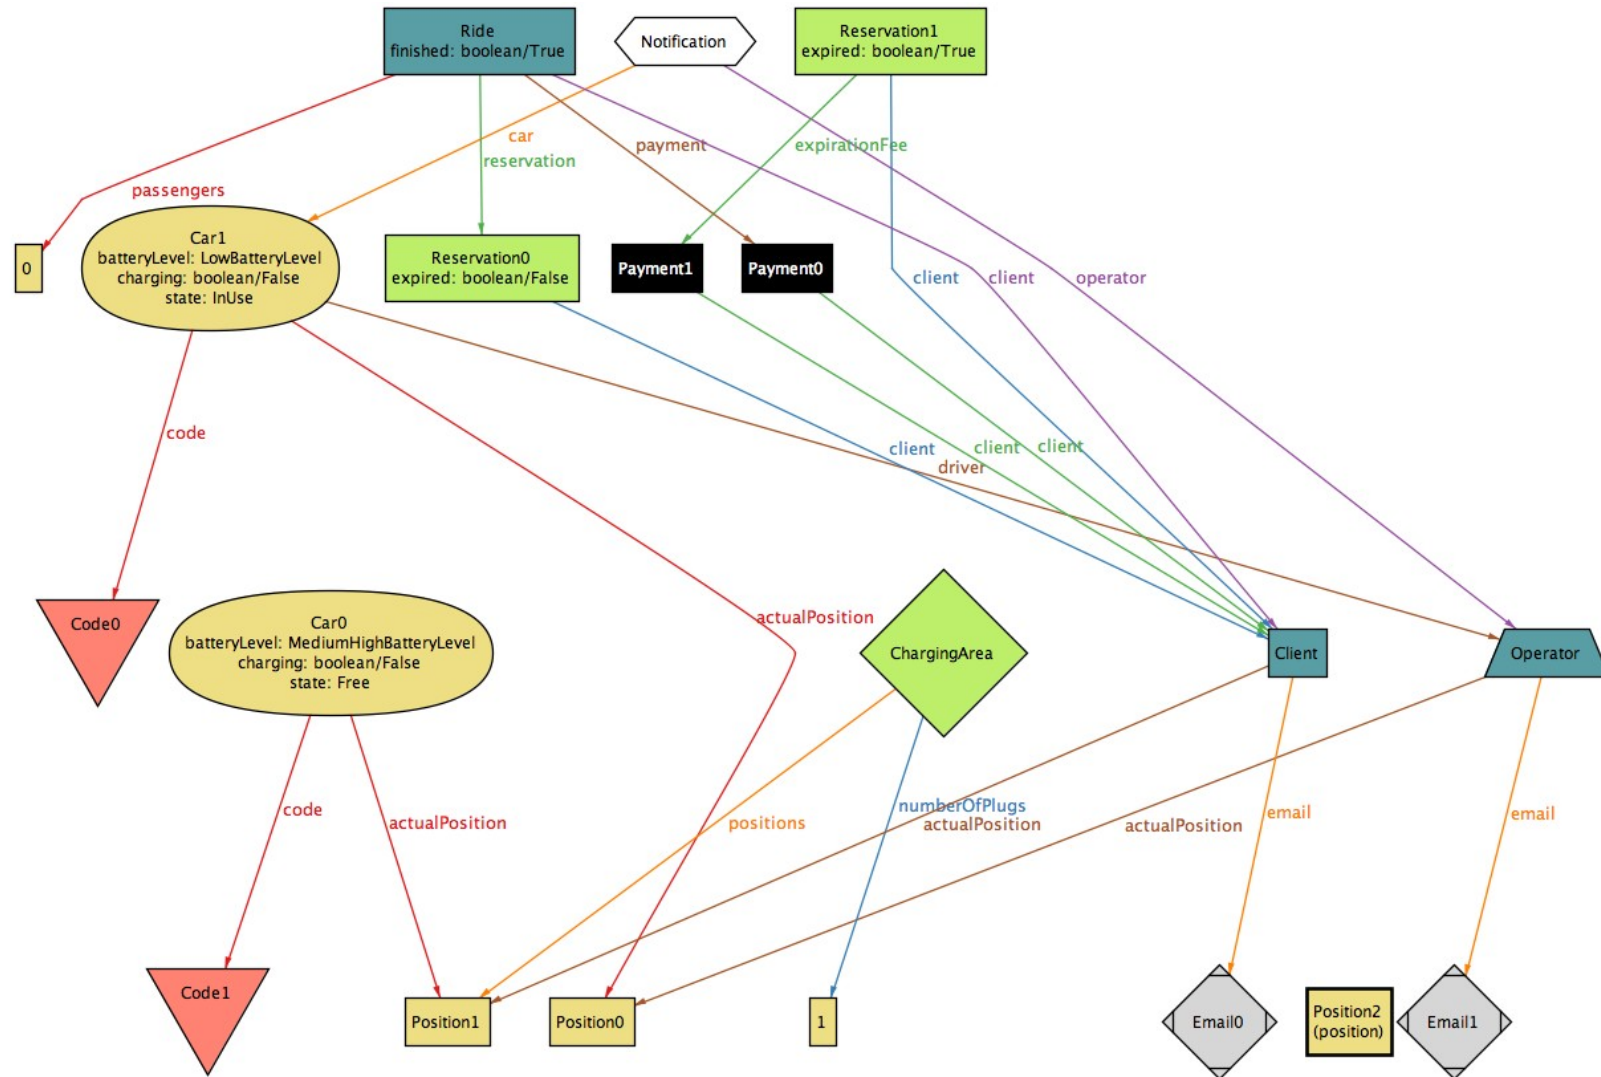 Ride
finished: boolean/True
Notification
Reservation1
expired: boolean/True
car
payment
expirationFee
reservation
passengers
0
Car1
batteryLevel: LowBatteryLevel
charging: boolean/False
state: InUse
Reservation0
expired: boolean/False
Payment1
Payment0
client
client
operator
code
client
client
client
driver
Code0
Car0
batteryLevel: MediumHighBatteryLevel
charging: boolean/False
state: Free
actualPosition
ChargingArea
Client
Operator
code
actualPosition
positions
numberOfPlugs
actualPosition
actualPosition
email
email
Code1
Position1
Position0
1
Email0
Position2
(position)
Email1